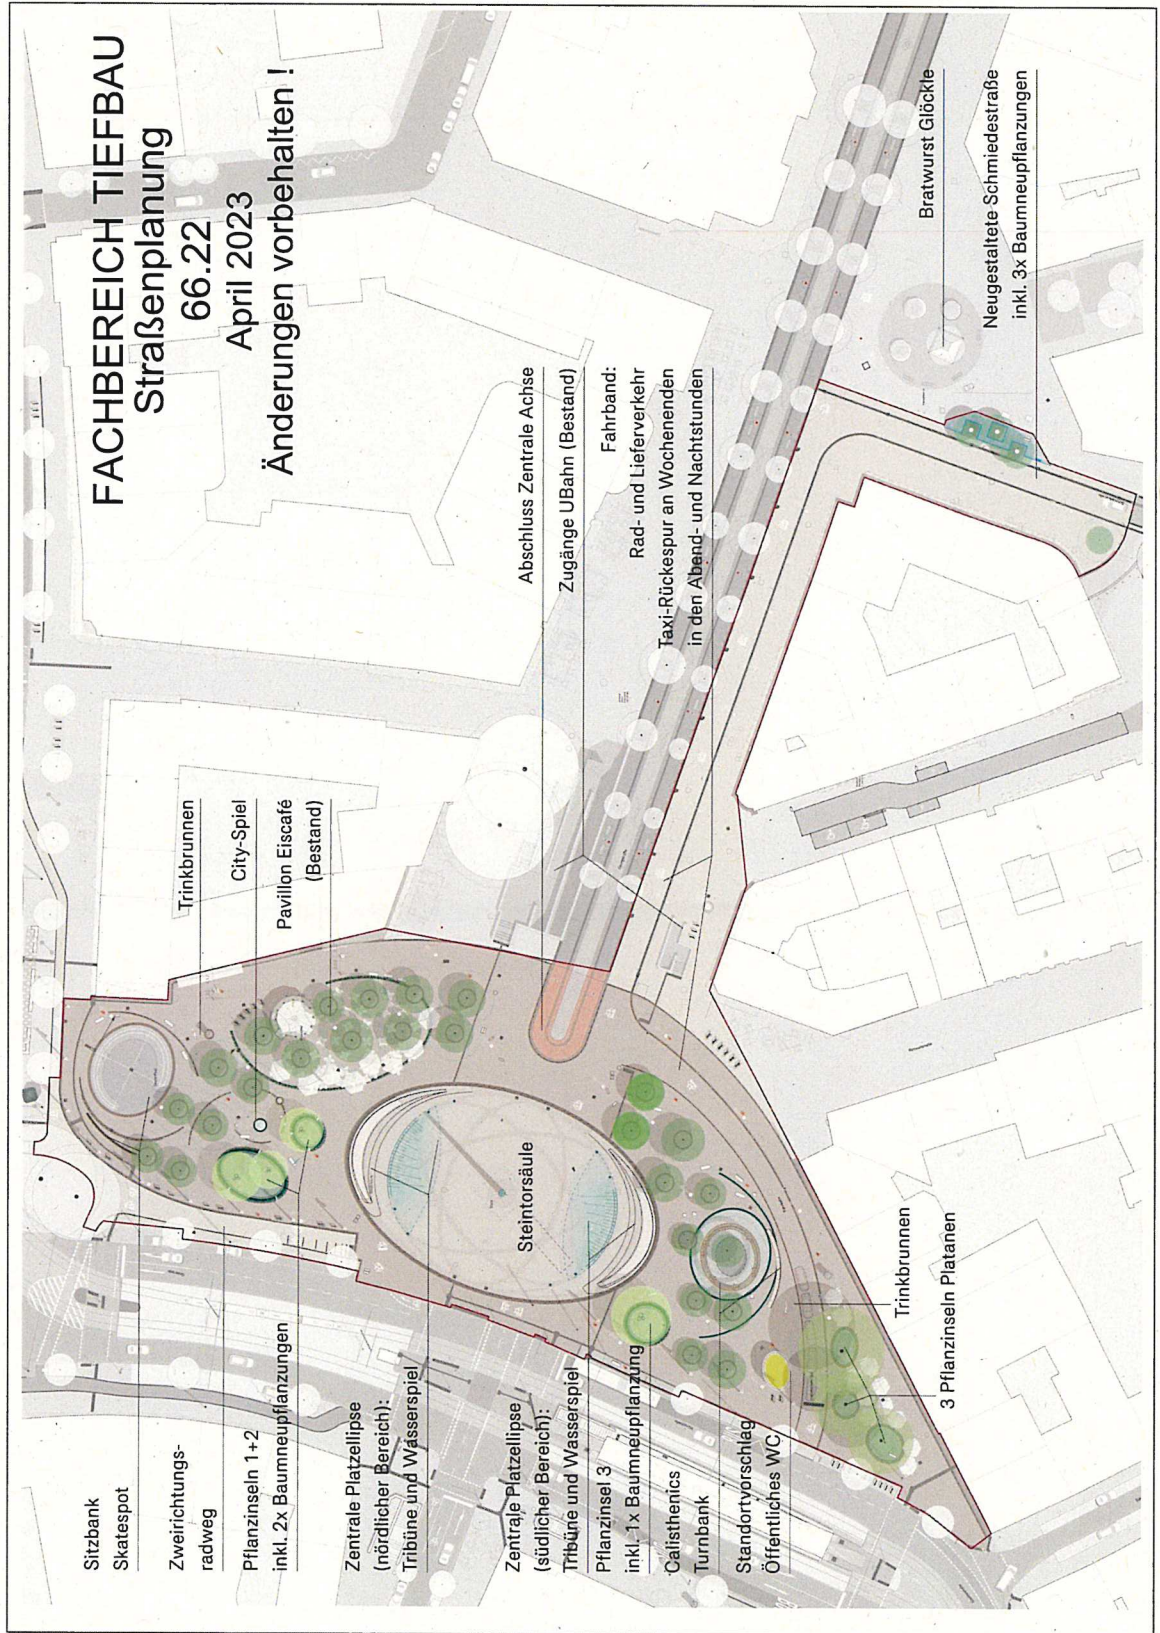 FACHBEREICH TIEFBAU
Straßenplanung
66.22
April 2023
Änderungen vorbehalten !
Sitzbank
Skatespot
Zweirichtungs-
radweg
Pflanzinseln 1+2
inkl. 2x Baumneupflanzungen
Zentrale Platzellipse
(nördlicher Bereich):
Tribüne und Wasserspiel
Zentrale Platzellipse
(südlicher Bereich):
Tribüne und Wasserspiel
Pflanzinsel 3
inkl. 1x Baumneupflanzung
Calisthenics
Turnbank
Standortvorschlag
Öffentliches WC
Trinkbrunnen
City-Spiel
Pavillon Eiscafé
(Bestand)
Steintorsäule
Trinkbrunnen
3 Pflanzinseln Platanen
Abschluss Zentrale Achse
Zugänge UBahn (Bestand)
Fahrband:
Rad- und Lieferverkehr
Taxi-Rückespur an Wochenenden
in den Abend- und Nachtstunden
Bratwurst Glöckle
Neugestaltete Schmiedestraße
inkl. 3x Baumneupflanzungen